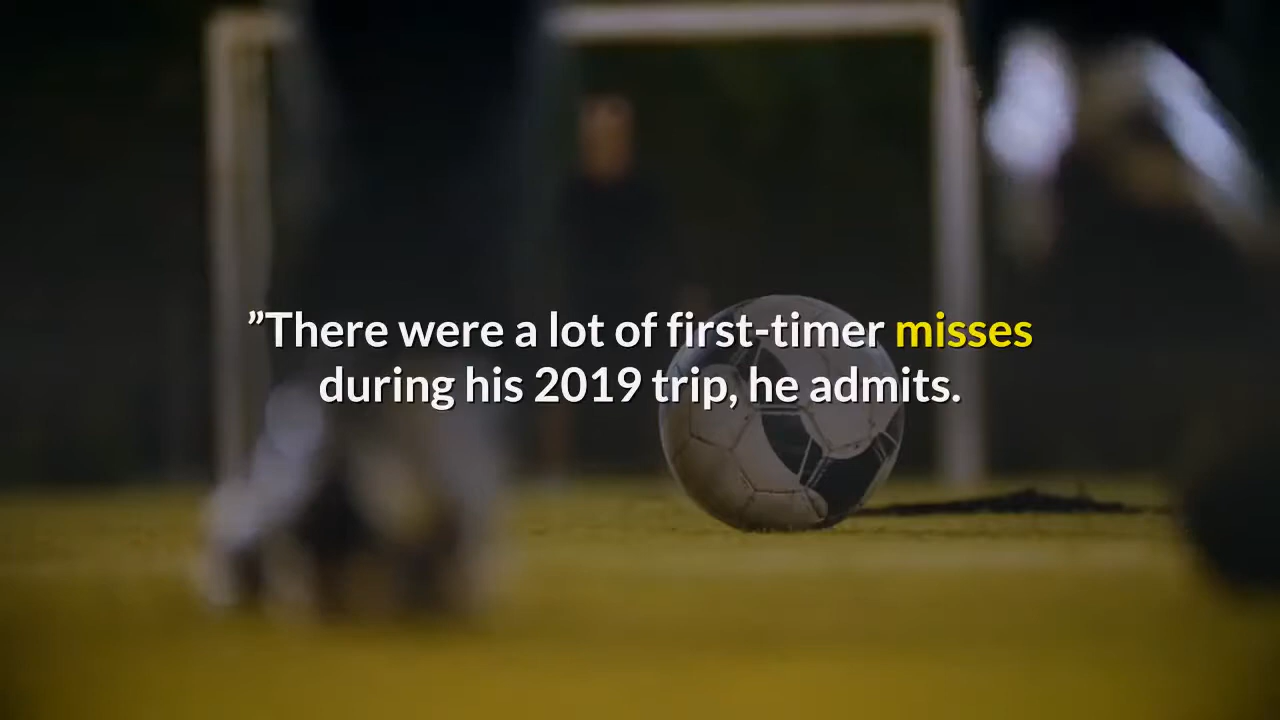 ”There were a lot of first-timer misses
during his 2019 trip, he admits.